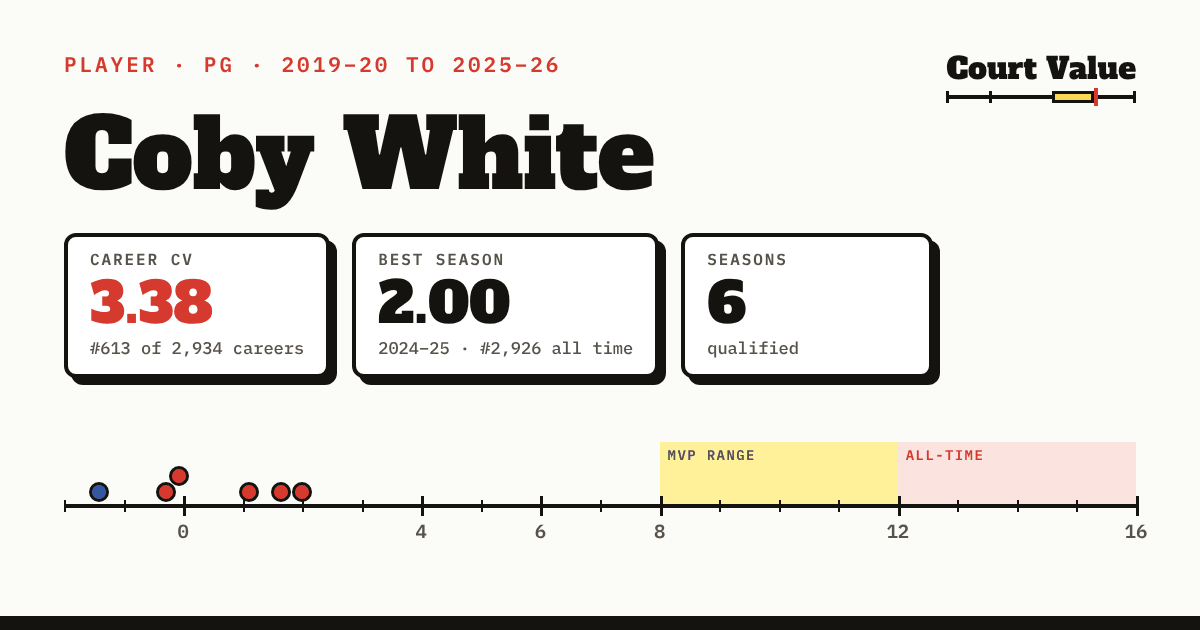 PLAYER · PG · 2019–20 TO 2025–26
Court Value
Coby White
CAREER CV
3.38
#613 of 2,934 careers
BEST SEASON
2.00
2024–25 · #2,926 all time
SEASONS
6
qualified
MVP RANGE
ALL-TIME
0 4 6 8 12 16